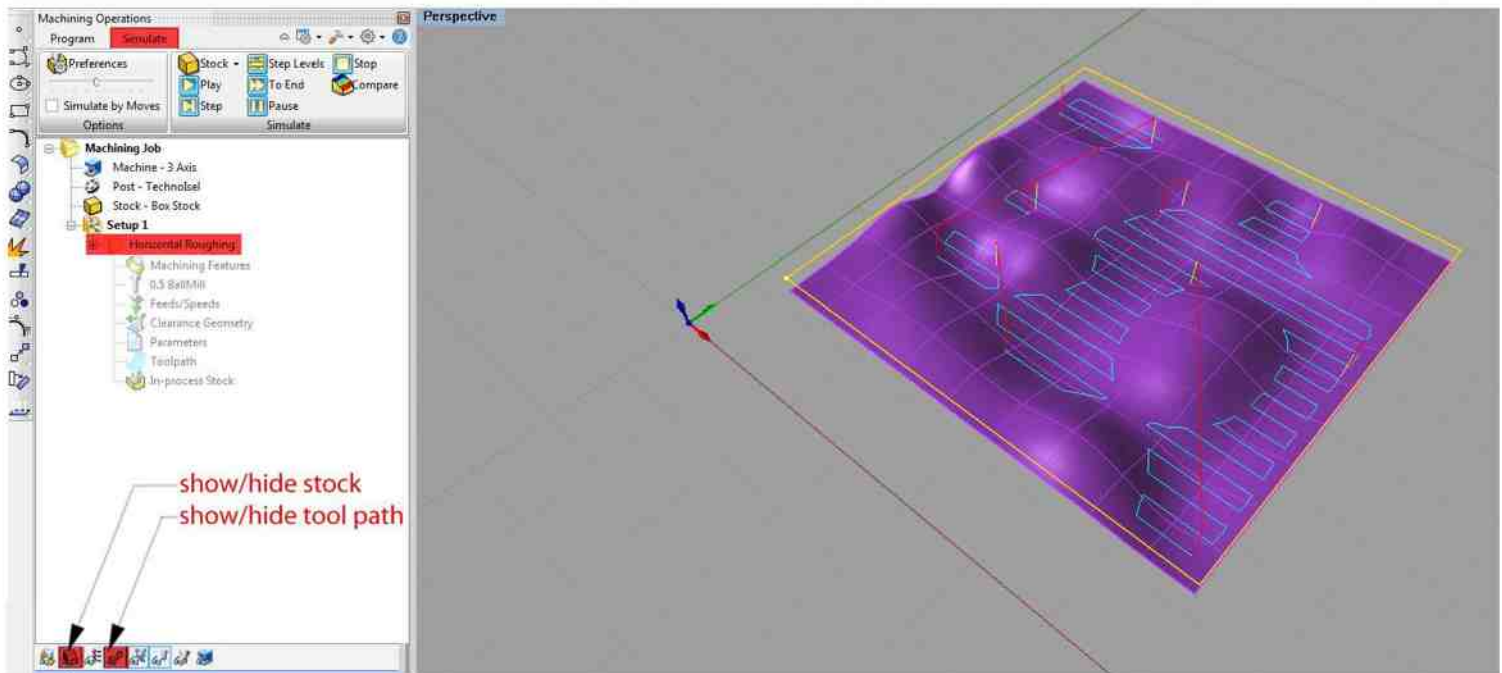 Machining Operations
Program Simulate
Preferences
Simulate by Moves
Options
Stock Step Levels Stop
Play To End Compare
Step Pause
Simulate
Machining Job
Machine - 3 Axis
Post - TechnoIsel
Stock - Box Stock
Setup 1
Horizontal Roughing
Machining Features
0.5 BallMill
Feeds/Speeds
Clearance Geometry
Parameters
Toolpath
In-process Stock
show/hide stock
show/hide tool path
Perspective